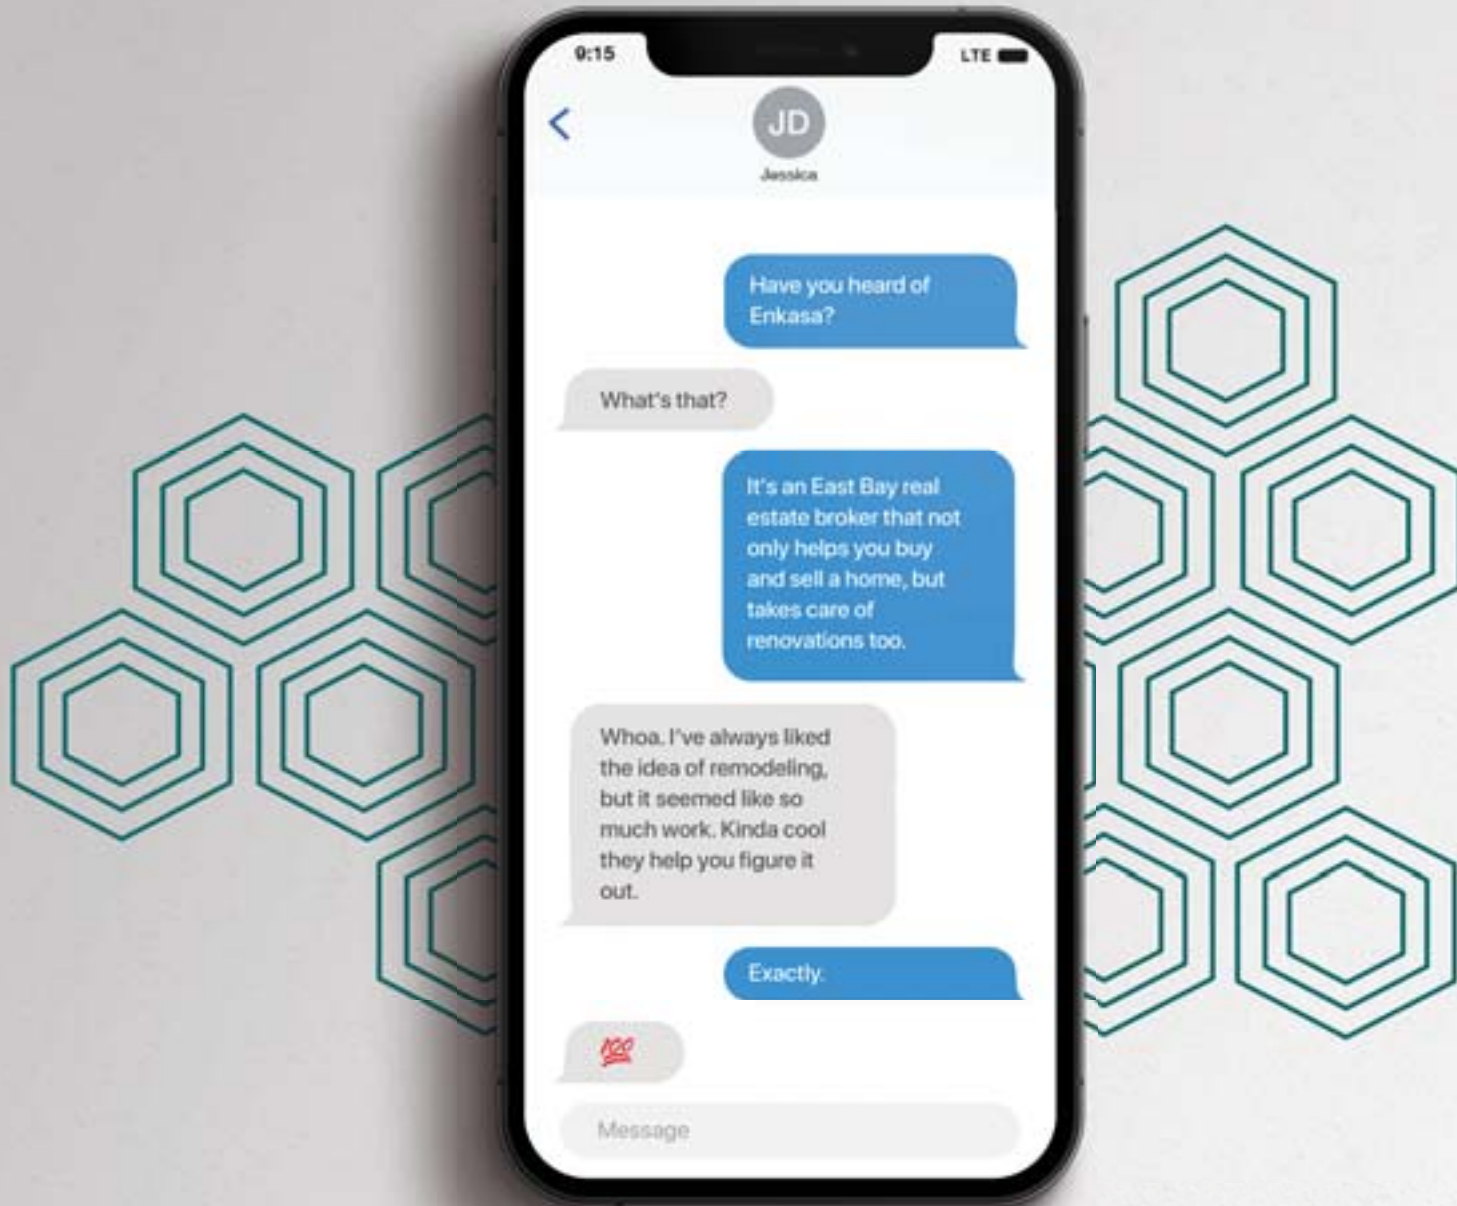 9:15
LTE
JD
Jessica
Have you heard of
Enkasa?
What's that?
It's an East Bay real
estate broker that not
only helps you buy
and sell a home, but
takes care of
renovations too.
Whoa. I've always liked
the idea of remodeling,
but it seemed like so
much work. Kinda cool
they help you figure it
out.
Exactly.
💯
Message